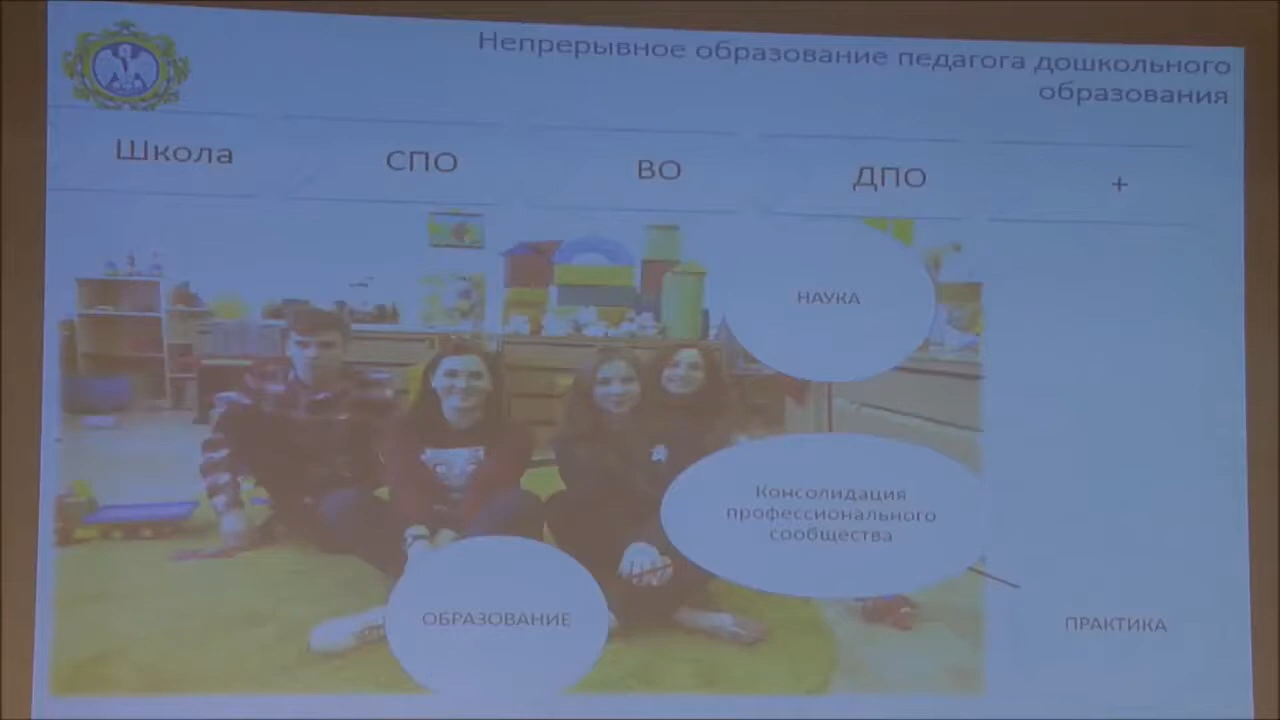 Непрерывное образование педагога дошкольного
образования
Школа
СПО
ВО
ДПО
+
НАУКА
Консолидация
профессионального
сообщества
ОБРАЗОВАНИЕ
ПРАКТИКА